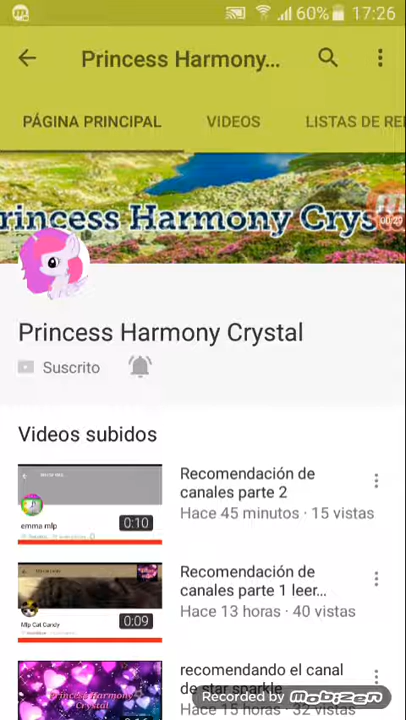 60% 17:26
Princess Harmony...
PÁGINA PRINCIPAL VIDEOS LISTAS DE RE
rincess Harmony Crys
00:29
Princess Harmony Crystal
Suscrito
Videos subidos
Recomendación de
canales parte 2
Hace 45 minutos · 15 vistas
emma mlp
0:10
Recomendación de
canales parte 1 leer...
Hace 13 horas · 40 vistas
Mlp Cat Candy
0:09
recomendando el canal
de star sparkle
Hace 15 horas · 32 vistas
Princess Harmony
Crystal
Recorded by Mobizen